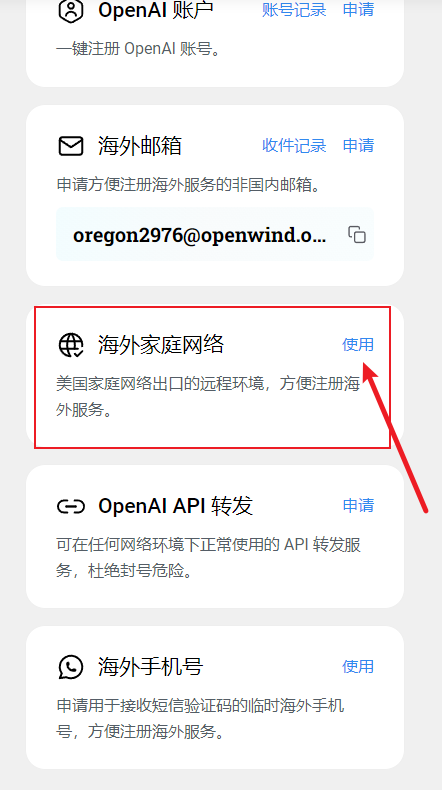 OpenAI 账户 账号记录 申请
一键注册 OpenAI 账号。
海外邮箱 收件记录 申请
申请方便注册海外服务的非国内邮箱。
oregon2976@openwind.o...
海外家庭网络 使用
美国家庭网络出口的远程环境，方便注册海
外服务。
OpenAI API 转发 申请
可在任何网络环境下正常使用的 API 转发服
务，杜绝封号危险。
海外手机号 使用
申请用于接收短信验证码的临时海外手机
号，方便注册海外服务。